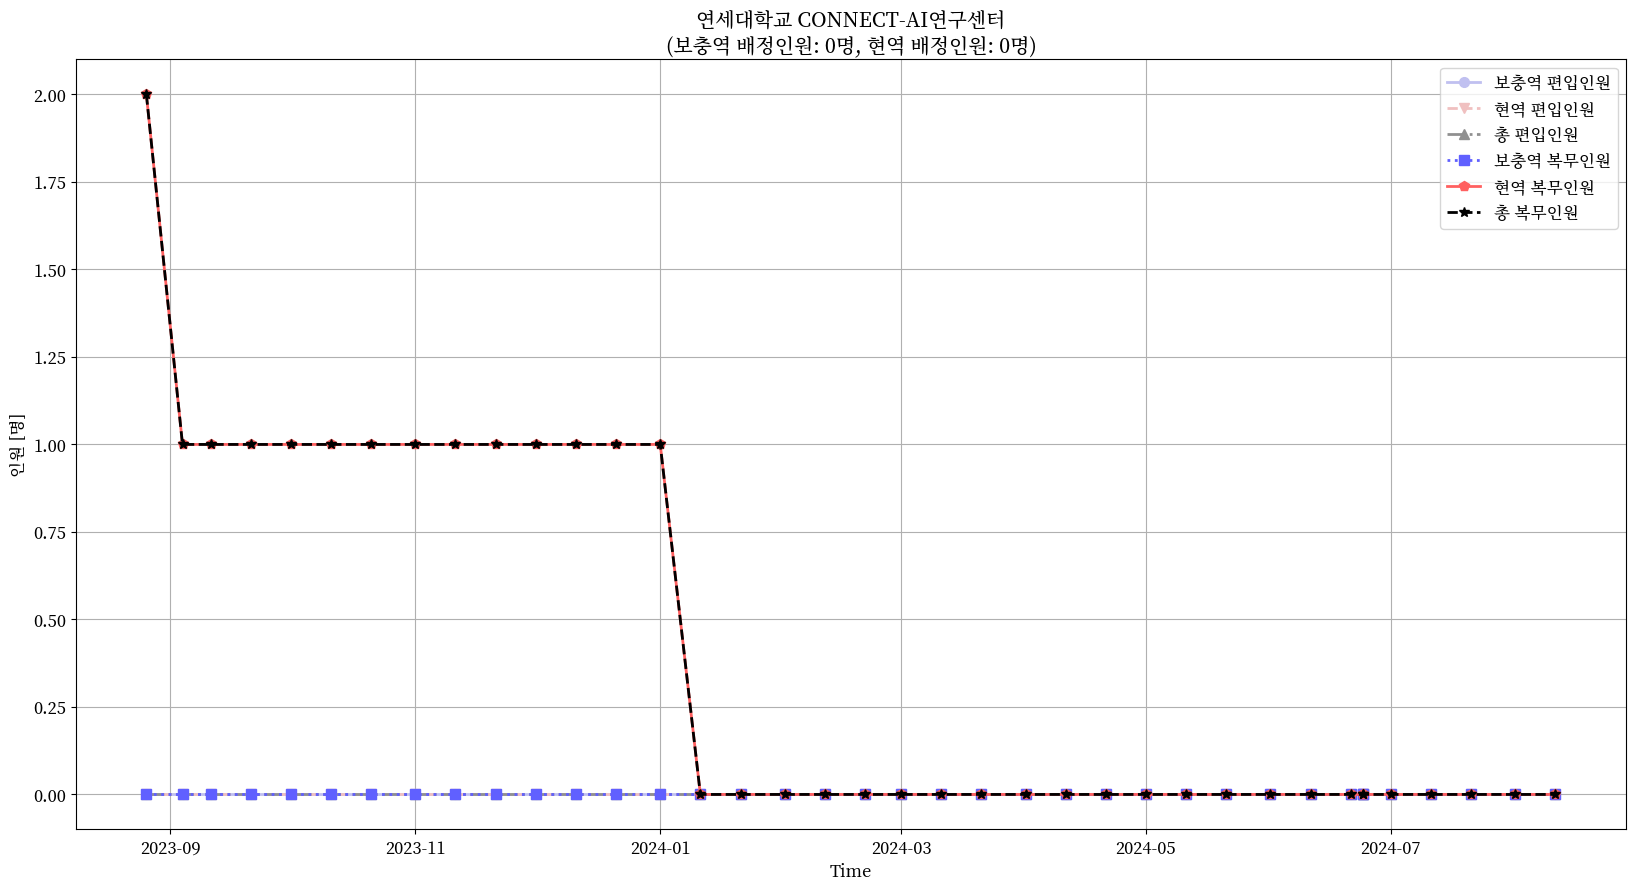 연세대학교 CONNECT-AI연구센터
(보충역 배정인원: 0명, 현역 배정인원: 0명)
보충역 편입인원
현역 편입인원
총 편입인원
보충역 복무인원
현역 복무인원
총 복무인원
2.00
1.75
1.50
1.25
1.00
0.75
0.50
0.25
0.00
인원 [명]
2023-09 2023-11 2024-01 2024-03 2024-05 2024-07
Time